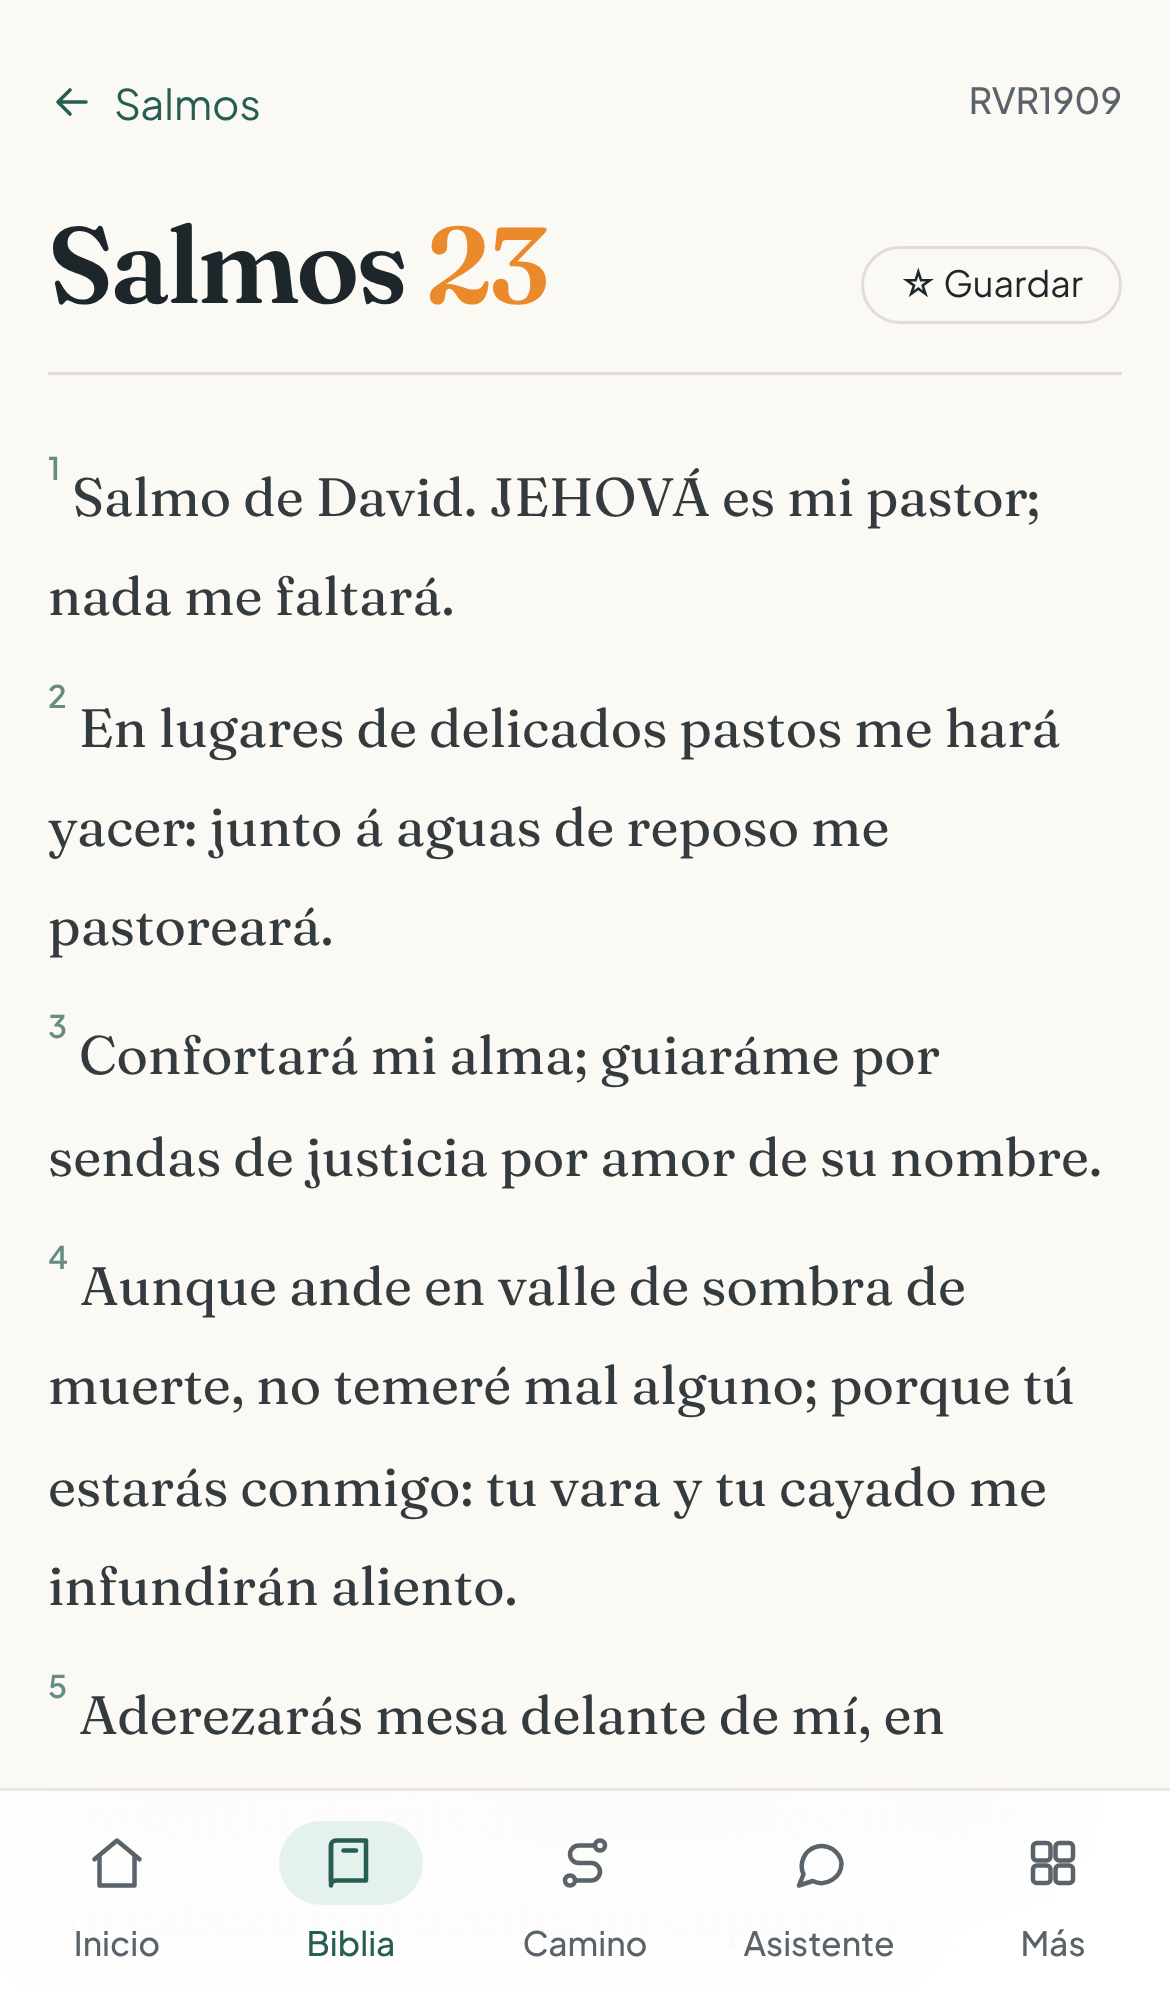 ← Salmos
RVR1909
Salmos 23
☆ Guardar
1 Salmo de David. JEHOVÁ es mi pastor;
nada me faltará.
2 En lugares de delicados pastos me hará
yacer: junto á aguas de reposo me
pastoreará.
3 Confortará mi alma; guiaráme por
sendas de justicia por amor de su nombre.
4 Aunque ande en valle de sombra de
muerte, no temeré mal alguno; porque tú
estarás conmigo: tu vara y tu cayado me
infundirán aliento.
5 Aderezarás mesa delante de mí, en
Inicio
Biblia
Camino
Asistente
Más